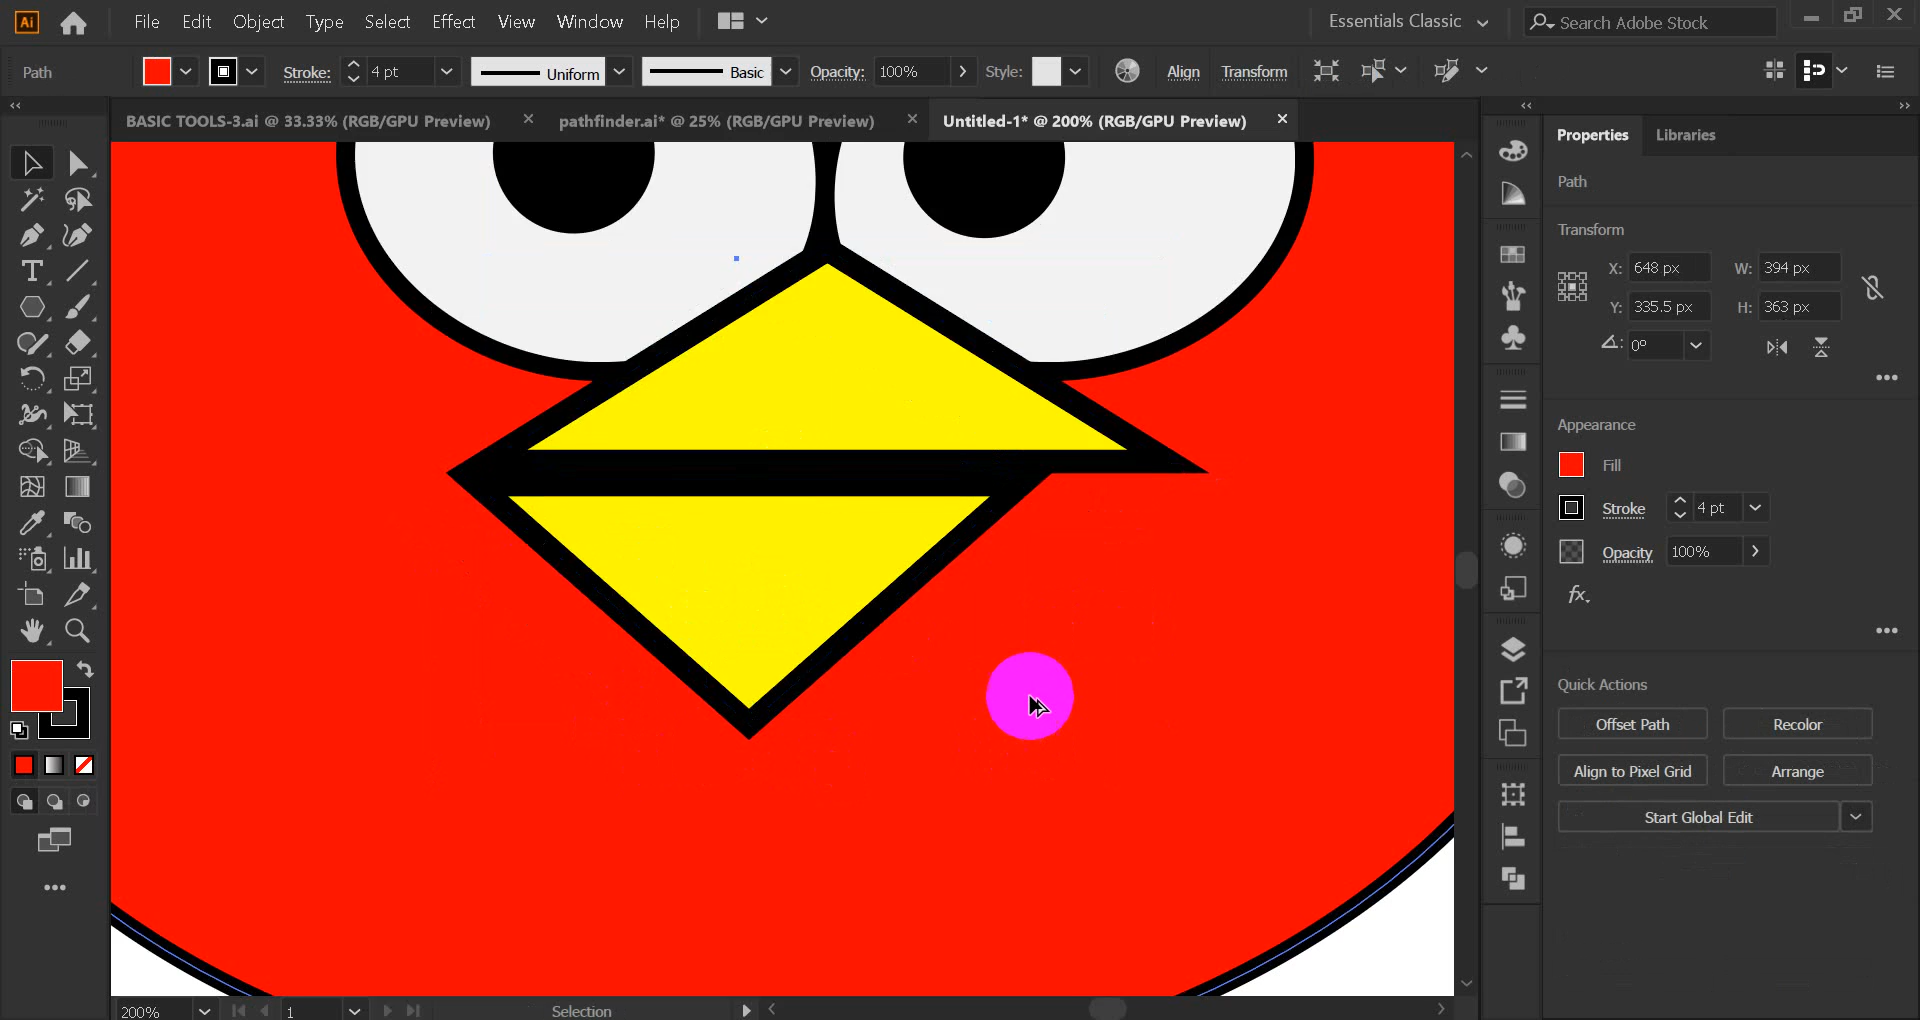 Ai File Edit Object Type Select Effect View Window Help Essentials Classic Search Adobe Stock
Path Stroke: 4 pt Uniform Basic Opacity: 100% Style: Align Transform
BASIC TOOLS-3.ai @ 33.33% (RGB/GPU Preview) pathfinder.ai* @ 25% (RGB/GPU Preview) Untitled-1* @ 200% (RGB/GPU Preview)
Properties Libraries
Path
Transform
X: 648 px W: 394 px
Y: 335.5 px H: 363 px
0°
Appearance
Fill
Stroke 4 pt
Opacity 100%
fx.
Quick Actions
Offset Path Recolor
Align to Pixel Grid Arrange
Start Global Edit
200% 1 Selection